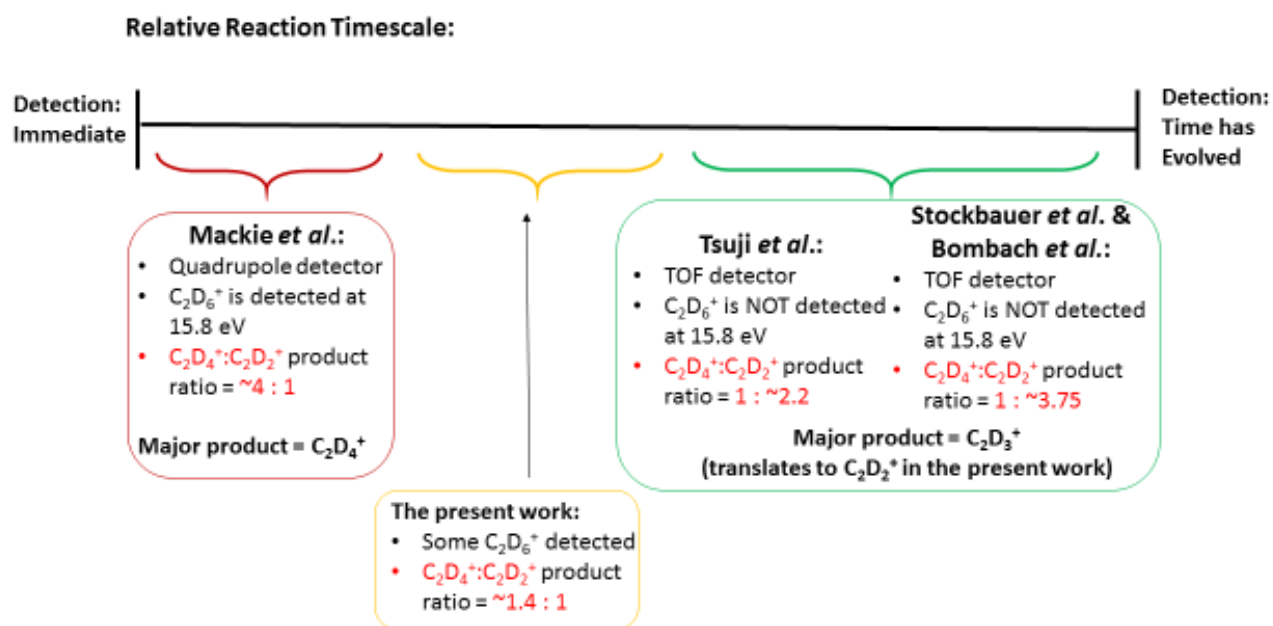 Relative Reaction Timescale:
Detection:
Immediate
Detection:
Time has
Evolved
Mackie et al.:
• Quadrupole detector
• C₂D₆⁺ is detected at
15.8 eV
• C₂D₄⁺:C₂D₂⁺ product
ratio = ~4 : 1
Major product = C₂D₄⁺
The present work:
• Some C₂D₆⁺ detected
• C₂D₄⁺:C₂D₂⁺ product
ratio = ~1.4 : 1
Tsuji et al.:
• TOF detector
• C₂D₆⁺ is NOT detected
at 15.8 eV
• C₂D₄⁺:C₂D₂⁺ product
ratio = 1 : ~2.2
Stockbauer et al. &
Bombach et al.:
• TOF detector
• C₂D₆⁺ is NOT detected
at 15.8 eV
• C₂D₄⁺:C₂D₂⁺ product
ratio = 1 : ~3.75
Major product = C₂D₃⁺
(translates to C₂D₂⁺ in the present work)